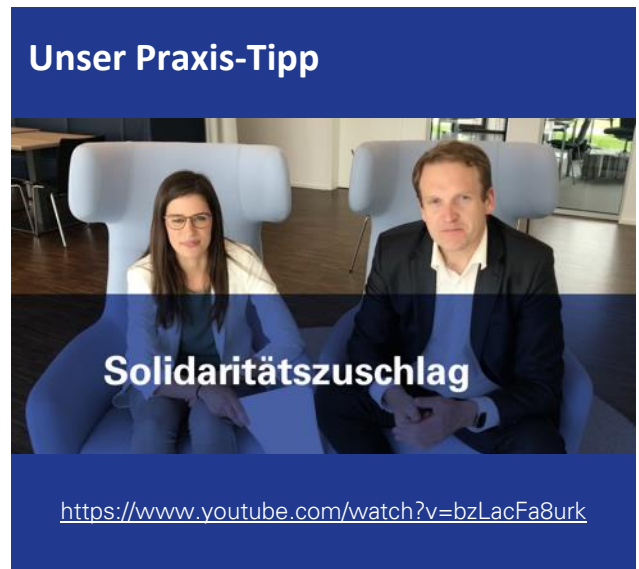 Unser Praxis-Tipp
Solidaritätszuschlag
https://www.youtube.com/watch?v=bzLacFa8urk